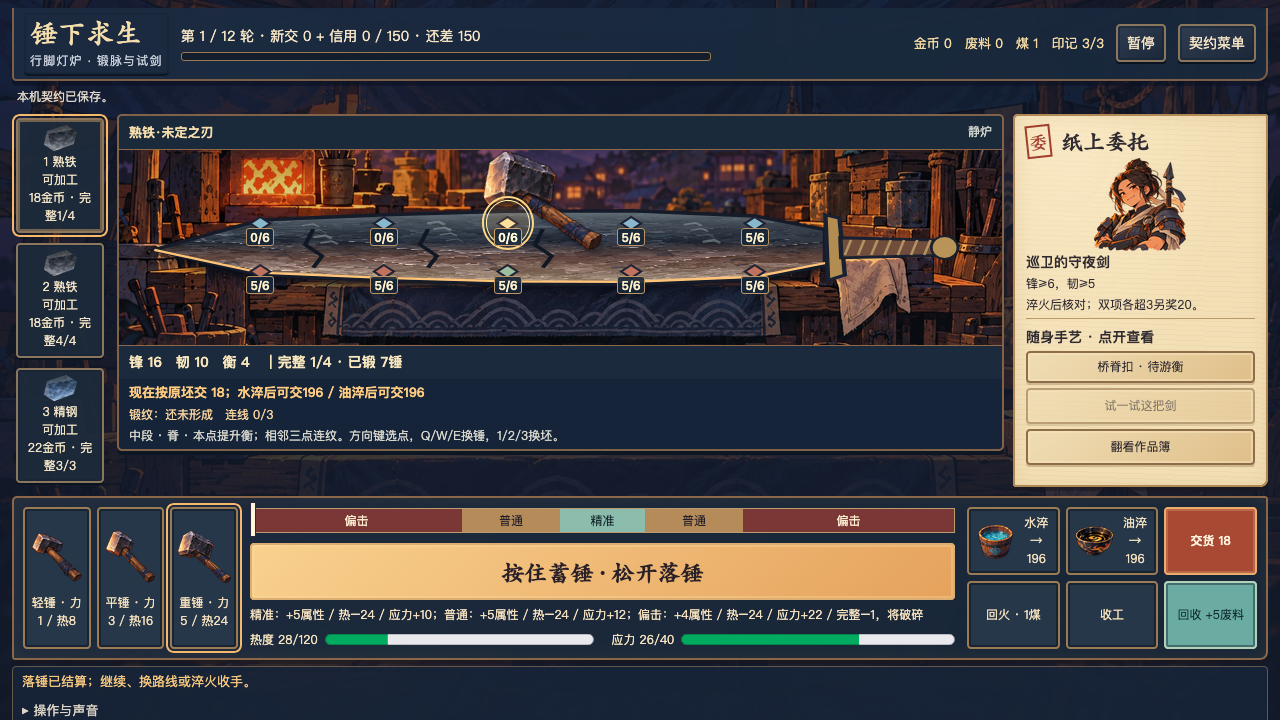 锤下求生
行脚灯炉 · 锻脉与试剑
第 1 / 12 轮 · 新交 0 + 信用 0 / 150 · 还差 150
金币 0 废料 0 煤 1 印记 3/3
暂停
契约菜单
本机契约已保存。
1 熟铁
可加工
18金币 · 完
整1/4
2 熟铁
可加工
18金币 · 完
整4/4
3 精钢
可加工
22金币 · 完
整3/3
熟铁·未定之刃
静炉
0/6 0/6 0/6 5/6 5/6
5/6 5/6 5/6 5/6 5/6
锋 16 韧 10 衡 4 | 完整 1/4 · 已锻 7锤
现在按原坯交 18；水淬后可交196 / 油淬后可交196
锻纹：还未形成 连线 0/3
中段 · 脊 · 本点提升衡；相邻三点连纹。方向键选点，Q/W/E换锤，1/2/3换坯。
委
纸上委托
巡卫的守夜剑
锋≥6，韧≥5
淬火后核对；双项各超3另奖20。
随身手艺 · 点开查看
桥脊扣 · 待游衡
试一试这把剑
翻看作品簿
轻锤 · 力
1 / 热8
平锤 · 力
3 / 热16
重锤 · 力
5 / 热24
偏击 普通 精准 普通 偏击
按住蓄锤 · 松开落锤
精准：+5属性 / 热−24 / 应力+10；普通：+5属性 / 热−24 / 应力+12；偏击：+4属性 / 热−24 / 应力+22 / 完整−1，将破碎
热度 28/120
应力 26/40
水淬
→
196
油淬
→
196
交货 18
回火 · 1煤
收工
回收 +5废料
落锤已结算；继续、换路线或淬火收手。
▸ 操作与声音